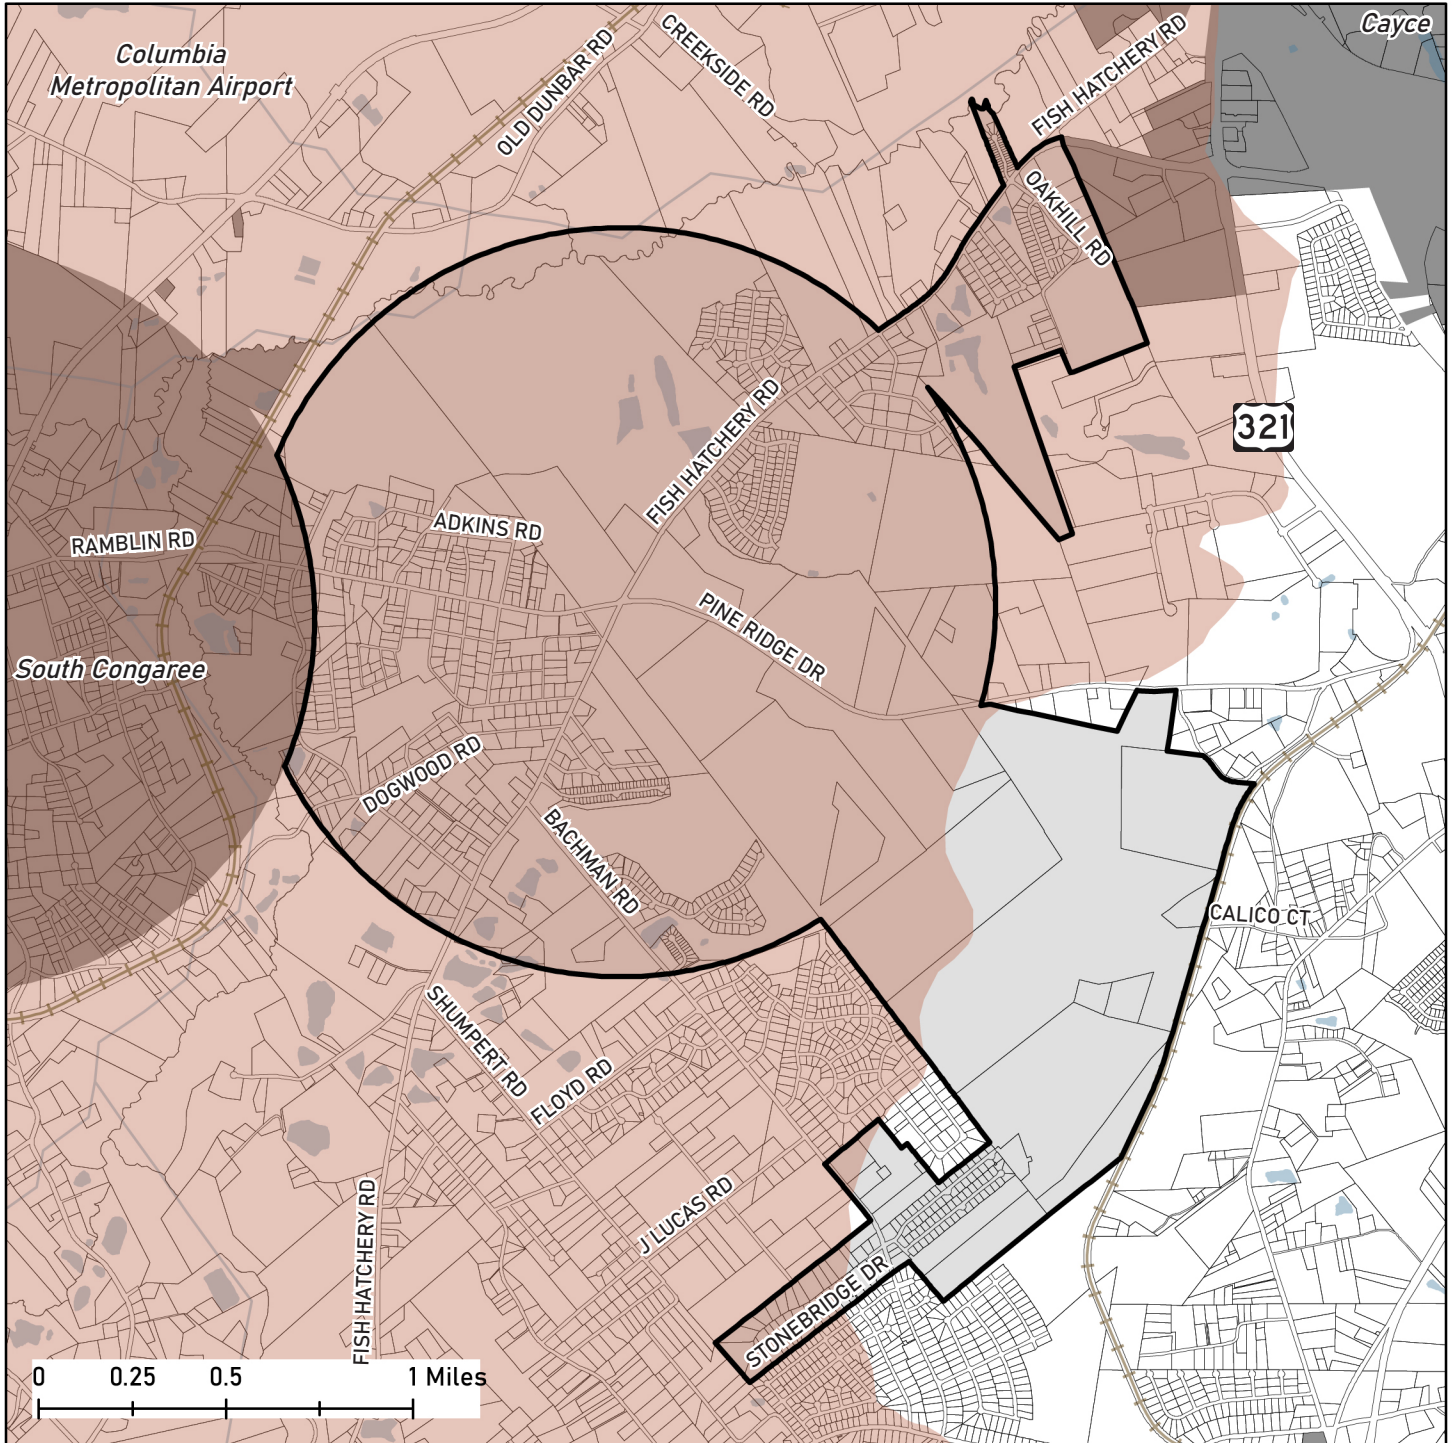 Columbia
Metropolitan Airport
OLD DUNBAR RD
CREEKSIDE RD
FISH HATCHERY RD
Cayce
OAKHILL RD
321
FISH HATCHERY RD
ADKINS RD
RAMBLIN RD
PINE RIDGE DR
South Congaree
DOGWOOD RD
BACHMAN RD
CALICO CT
SHUMPERT RD
FLOYD RD
J LUCAS RD
FISH HATCHERY RD
STONEBRIDGE DR
0 0.25 0.5 1 Miles